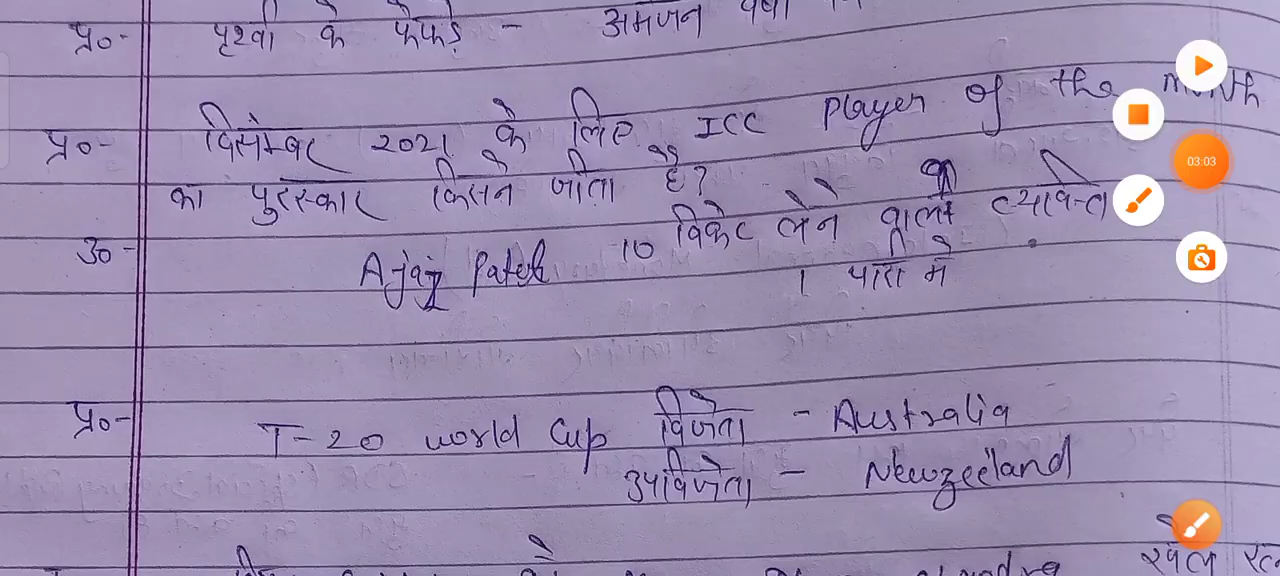 प्र०- पृथ्वी के फेफड़े - अमेजन
प्र०- दिसम्बर 2021 के लिए ICC player of the month
का पुरस्कार किसने जीता है?
उ०- Ajaz Patel 10 विकेट लेने वाले व्यक्ति
1 पारी में
प्र०- T-20 world Cup विजेता - Australia
उपविजेता - Newzeeland
खेल
03:03